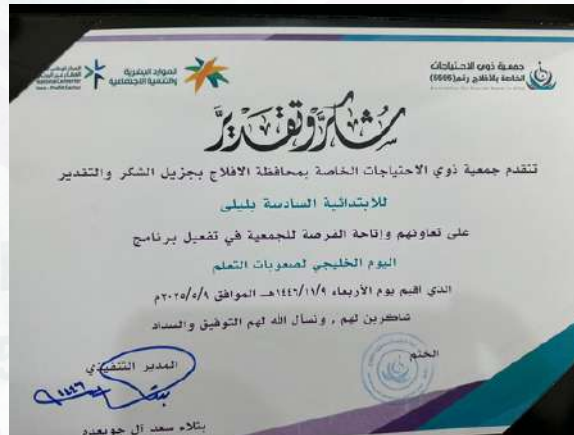 جمعية ذوي الاحتياجات
الخاصة بالأفلاج رقم (5505)
الموارد البشرية
والتنمية الاجتماعية
شكر وتقدير
تتقدم جمعية ذوي الاحتياجات الخاصة بمحافظة الافلاج بجزيل الشكر والتقدير
للابتدائية السادسة بليلى
على تعاونهم وإتاحة الفرصة للجمعية في تفعيل برنامج
اليوم الخليجي لصعوبات التعلم
الذي اقيم يوم الأربعاء ١٤٤٦/١١/٩هـ الموافق ٢٠٢٥/٥/٩م
شاكرين لهم , ونسأل الله لهم التوفيق والسداد
الختم
المدير التنفيذي
بتلاء سعد آل جويعد